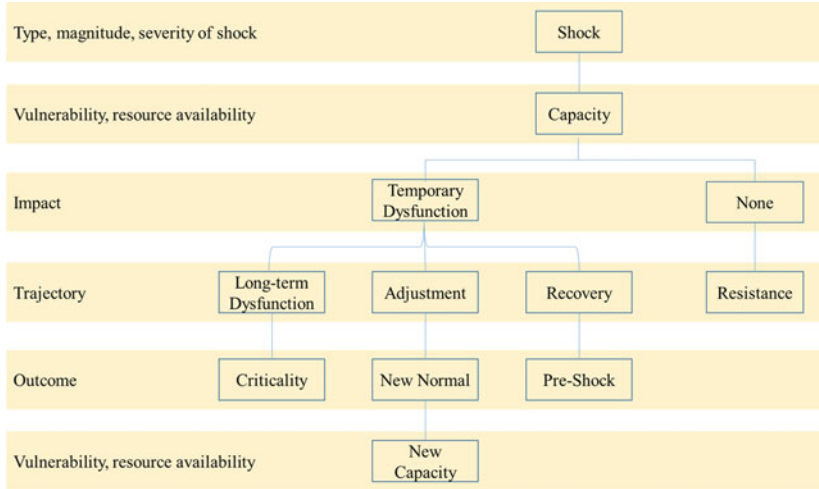 Type, magnitude, severity of shock
Shock
Vulnerability, resource availability
Capacity
Impact
Temporary
Dysfunction
None
Trajectory
Long-term
Dysfunction
Adjustment
Recovery
Resistance
Outcome
Criticality
New Normal
Pre-Shock
Vulnerability, resource availability
New
Capacity